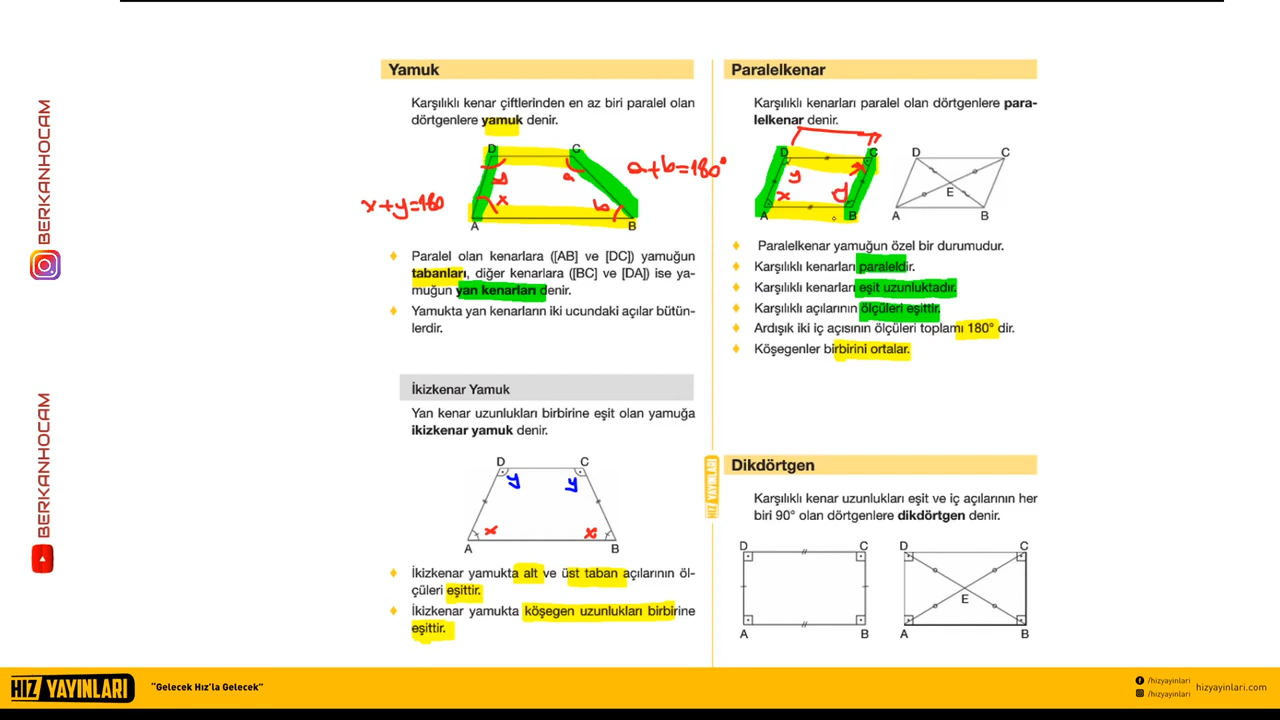 BERKANHOCAM
BERKANHOCAM
Yamuk
Karşılıklı kenar çiftlerinden en az biri paralel olan
dörtgenlere yamuk denir.
D
C
a+b=180°
x+y=180
y
a
x
b
A
B
Paralel olan kenarlara ([AB] ve [DC]) yamuğun
tabanları, diğer kenarlara ([BC] ve [DA]) ise ya-
muğun yan kenarları denir.
Yamukta yan kenarların iki ucundaki açılar bütün-
lerdir.
İkizkenar Yamuk
Yan kenar uzunlukları birbirine eşit olan yamuğa
ikizkenar yamuk denir.
D
C
y
y
x
x
A
B
İkizkenar yamukta alt ve üst taban açılarının öl-
çüleri eşittir.
İkizkenar yamukta köşegen uzunlukları birbirine
eşittir.
Paralelkenar
Karşılıklı kenarları paralel olan dörtgenlere para-
lelkenar denir.
D
C
y
x
x
y
A
B
D
C
E
A
B
Paralelkenar yamuğun özel bir durumudur.
Karşılıklı kenarları paraleldir.
Karşılıklı kenarları eşit uzunluktadır.
Karşılıklı açılarının ölçüleri eşittir.
Ardışık iki iç açısının ölçüleri toplamı 180° dir.
Köşegenler birbirini ortalar.
HIZ YAYINLARI
Dikdörtgen
Karşılıklı kenar uzunlukları eşit ve iç açılarının her
biri 90° olan dörtgenlere dikdörtgen denir.
D
C
A
B
D
C
E
A
B
HIZ YAYINLARI
"Gelecek Hız'la Gelecek"
/hizyayinlari
/hizyayinlari
hizyayinlari.com